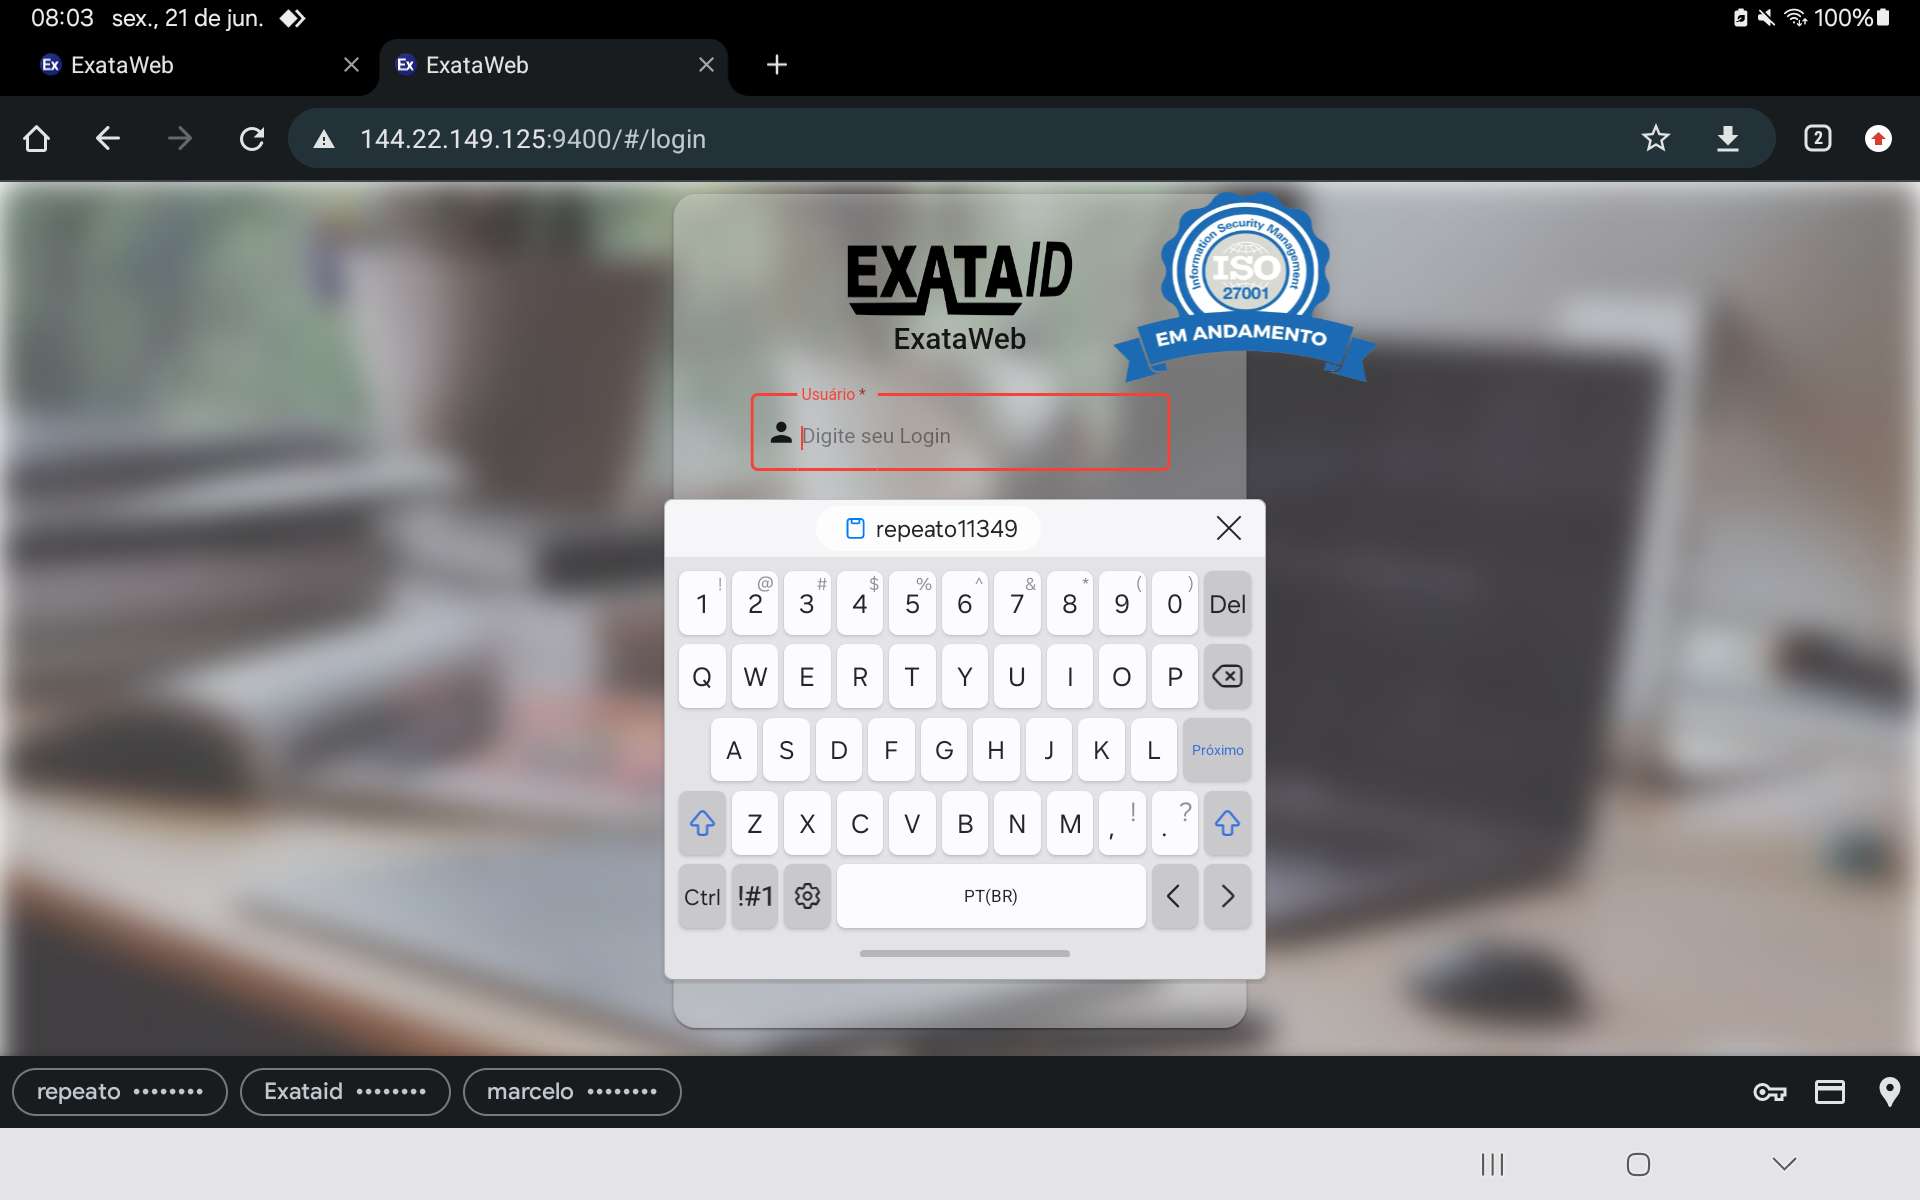 08:03 sex., 21 de jun. 100%
Ex ExataWeb
Ex ExataWeb
144.22.149.125:9400/#/login 2
EXATAID
ExataWeb
Information Security Management
ISO
27001
EM ANDAMENTO
Usuário *
Digite seu Login
repeato11349
1 ! 2 @ 3 # 4 $ 5 % 6 ^ 7 & 8 * 9 ( 0 ) Del
Q W E R T Y U I O P
A S D F G H J K L Próximo
Z X C V B N M , ! . ?
Ctrl !#1 PT(BR) < >
repeato •••••••• Exataid •••••••• marcelo ••••••••